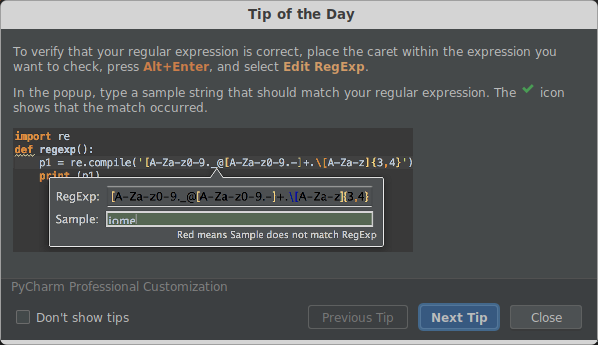 Tip of the Day
To verify that your regular expression is correct, place the caret within the expression you
want to check, press Alt+Enter, and select Edit RegExp.
In the popup, type a sample string that should match your regular expression. The icon
shows that the match occurred.
import re
def regexp():
p1 = re.compile('[A-Za-z0-9._@[A-Za-z0-9.-]+.\[A-Za-z]{3,4}')
print (p1)
RegExp: [A-Za-z0-9._@[A-Za-z0-9.-]+.\[A-Za-z]{3,4}
Sample: jome
Red means Sample does not match RegExp
PyCharm Professional Customization
Don't show tips
Previous Tip
Next Tip
Close